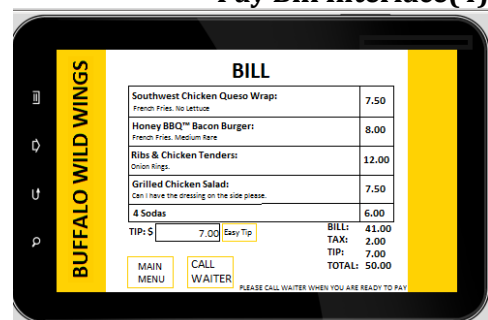 BUFFALO WILD WINGS
BILL
Southwest Chicken Queso Wrap: 7.50
French Fries. No Lettuce
Honey BBQ™ Bacon Burger: 8.00
French Fries. Medium Rare
Ribs & Chicken Tenders: 12.00
Onion Rings.
Grilled Chicken Salad: 7.50
Can I have the dressing on the side please.
4 Sodas 6.00
TIP: $ 7.00 Easy Tip
BILL: 41.00
TAX: 2.00
TIP: 7.00
TOTAL: 50.00
MAIN
MENU
CALL
WAITER
PLEASE CALL WAITER WHEN YOU ARE READY TO PAY